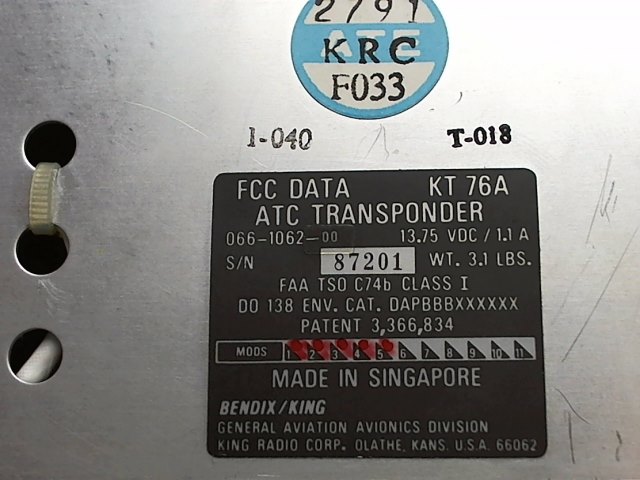 2791
ATE
KRC
F033
1-040 T-018
FCC DATA KT 76A
ATC TRANSPONDER
066-1062-00 13.75 VDC / 1.1 A
S/N 87201 WT. 3.1 LBS.
FAA TSO C74b CLASS I
DO 138 ENV. CAT. DAPBBBXXXXXX
PATENT 3,366,834
MODS 1 2 3 4 5 6 7 8 9 10 11
MADE IN SINGAPORE
BENDIX/KING
GENERAL AVIATION AVIONICS DIVISION
KING RADIO CORP. OLATHE, KANS. U.S.A. 66062